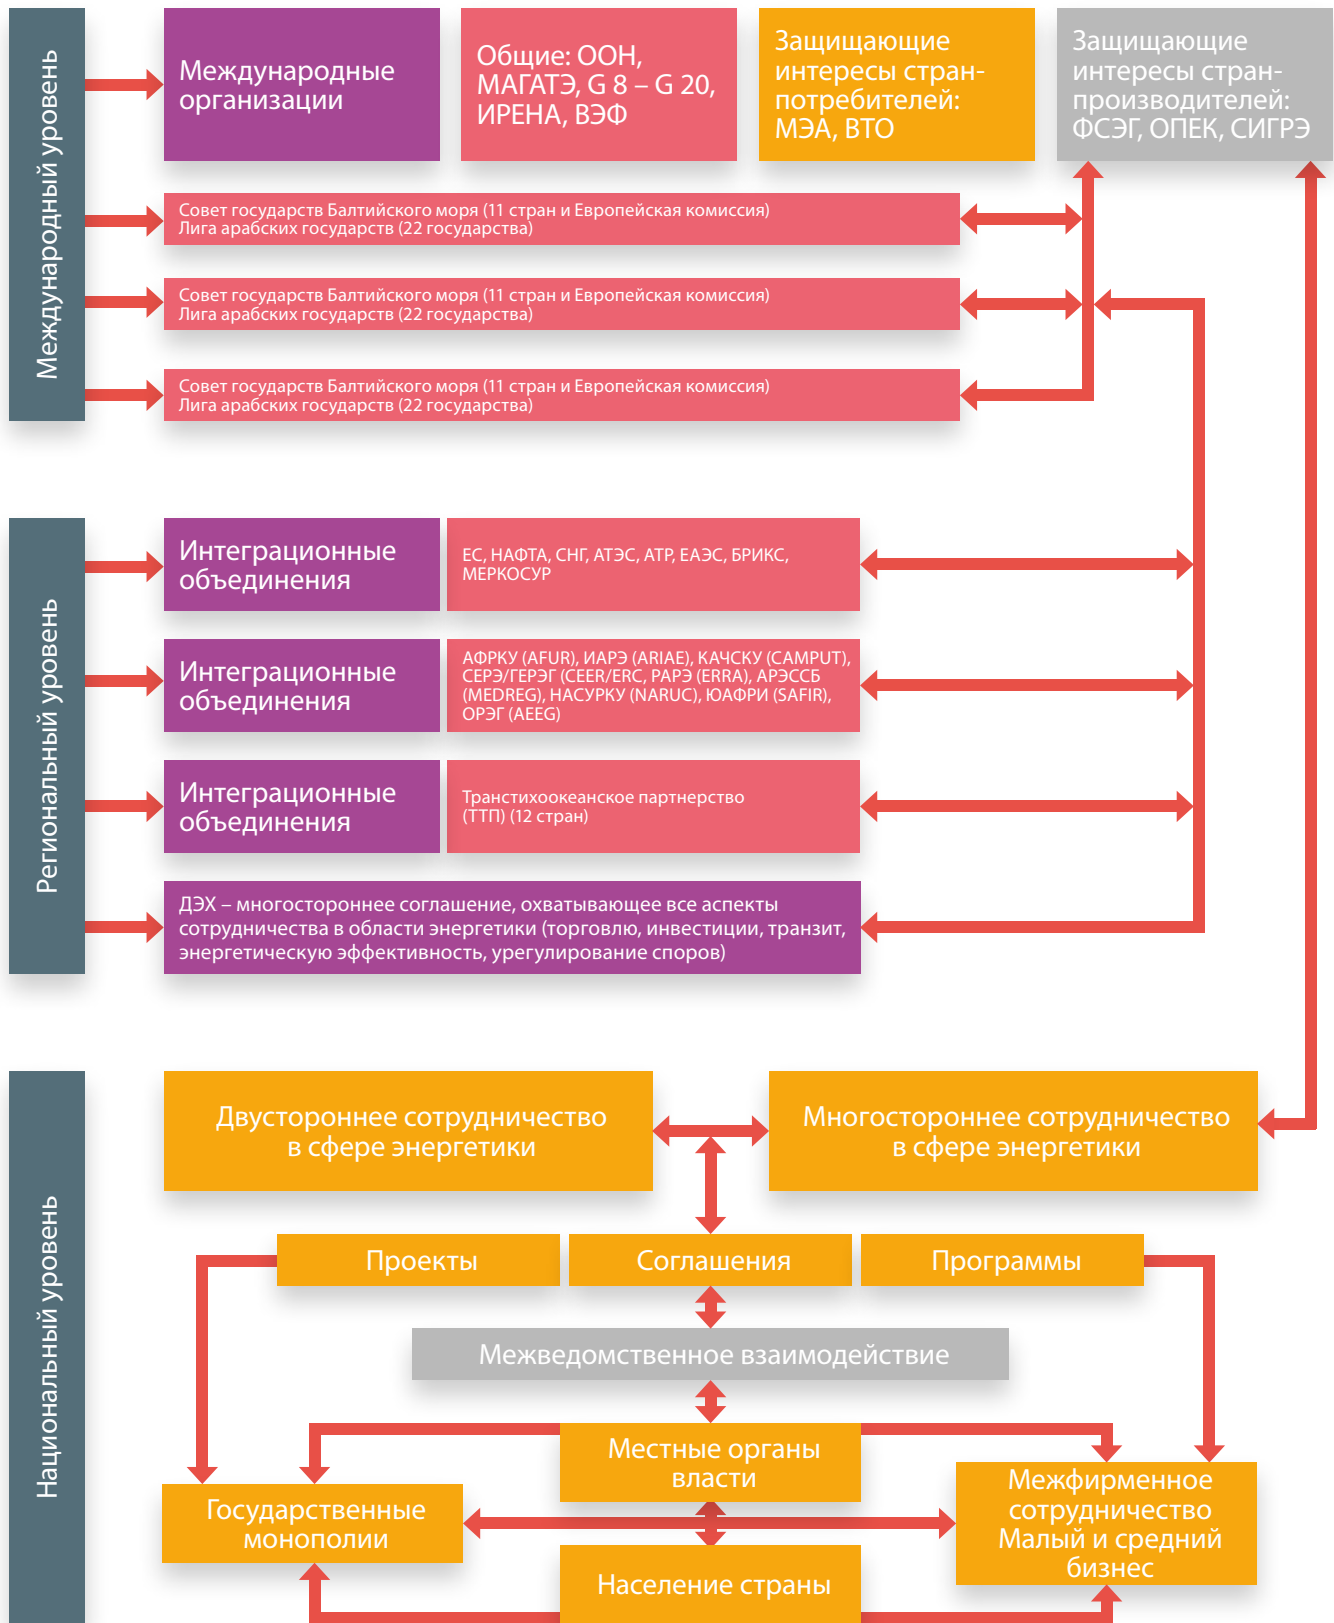 Международный уровень
Международные
организации
Общие: ООН,
МАГАТЭ, G 8 – G 20,
ИРЕНА, ВЭФ
Защищающие
интересы стран-
потребителей:
МЭА, ВТО
Защищающие
интересы стран-
производителей:
ФСЭГ, ОПЕК, СИГРЭ
Совет государств Балтийского моря (11 стран и Европейская комиссия)
Лига арабских государств (22 государства)
Совет государств Балтийского моря (11 стран и Европейская комиссия)
Лига арабских государств (22 государства)
Совет государств Балтийского моря (11 стран и Европейская комиссия)
Лига арабских государств (22 государства)
Региональный уровень
Интеграционные
объединения
ЕС, НАФТА, СНГ, АТЭС, АТР, ЕАЭС, БРИКС,
МЕРКОСУР
Интеграционные
объединения
АФРКУ (AFUR), ИАРЭ (ARIAE), КАЧСКУ (CAMPUT),
СЕРЭ/ГЕРЭГ (CEER/ERC, РАРЭ (ERRA), АРЭССБ
(MEDREG), НАСУРКУ (NARUC), ЮАФРИ (SAFIR),
ОРЭГ (AEEG)
Интеграционные
объединения
Транстихоокеанское партнерство
(ТТП) (12 стран)
ДЭХ – многостороннее соглашение, охватывающее все аспекты
сотрудничества в области энергетики (торговлю, инвестиции, транзит,
энергетическую эффективность, урегулирование споров)
Национальный уровень
Двустороннее сотрудничество
в сфере энергетики
Многостороннее сотрудничество
в сфере энергетики
Проекты
Соглашения
Программы
Межведомственное взаимодействие
Местные органы
власти
Государственные
монополии
Межфирменное
сотрудничество
Малый и средний
бизнес
Население страны